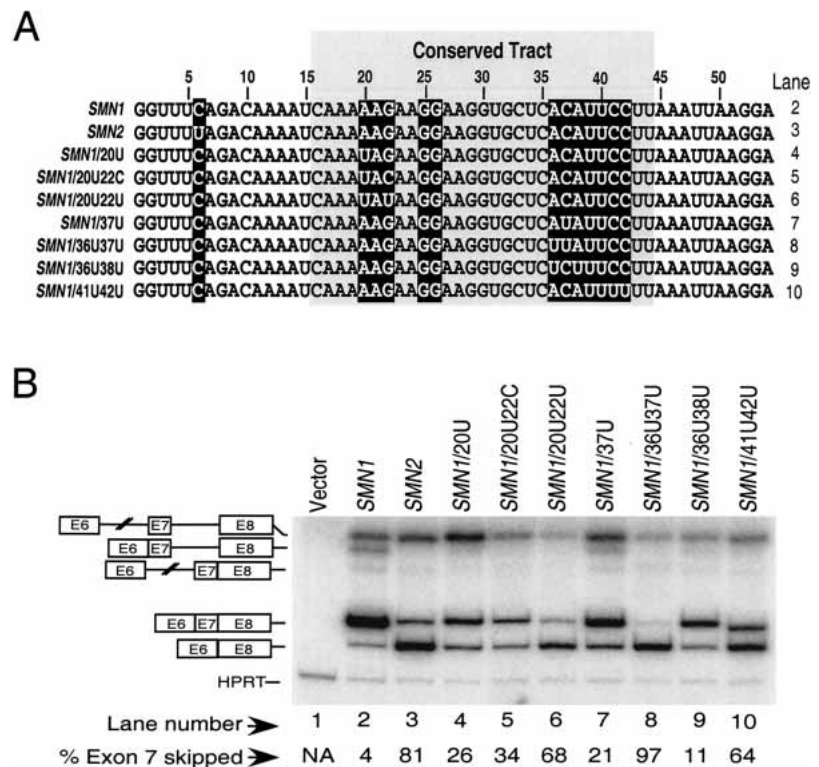 A
Conserved Tract
5 10 15 20 25 30 35 40 45 50 Lane
SMN1 GGUUUCAGACAAAAUCAAAAAGAAGGAAGGUGCUCACAUUCCUUAAAUUAAGGA 2
SMN2 GGUUUUAGACAAAAUCAAAAAGAAGGAAGGUGCUCACAUUCCUUAAAUUAAGGA 3
SMN1/20U GGUUUCAGACAAAAUCAAAUAGAAGGAAGGUGCUCACAUUCCUUAAAUUAAGGA 4
SMN1/20U22C GGUUUCAGACAAAAUCAAAUACAAGGAAGGUGCUCACAUUCCUUAAAUUAAGGA 5
SMN1/20U22U GGUUUCAGACAAAAUCAAAUAUAAGGAAGGUGCUCACAUUCCUUAAAUUAAGGA 6
SMN1/37U GGUUUCAGACAAAAUCAAAAAGAAGGAAGGUGCUCAUAUUCCUUAAAUUAAGGA 7
SMN1/36U37U GGUUUCAGACAAAAUCAAAAAGAAGGAAGGUGCUCUUAUUCCUUAAAUUAAGGA 8
SMN1/36U38U GGUUUCAGACAAAAUCAAAAAGAAGGAAGGUGCUCUCUUUCCUUAAAUUAAGGA 9
SMN1/41U42U GGUUUCAGACAAAAUCAAAAAGAAGGAAGGUGCUCACAUUUUUUAAAUUAAGGA 10
B
Vector SMN1 SMN2 SMN1/20U SMN1/20U22C SMN1/20U22U SMN1/37U SMN1/36U37U SMN1/36U38U SMN1/41U42U
E6 E7 E8
E6 E7 E8
E6 E7 E8
E6 E7 E8
E6 E8
HPRT
Lane number 1 2 3 4 5 6 7 8 9 10
% Exon 7 skipped NA 4 81 26 34 68 21 97 11 64